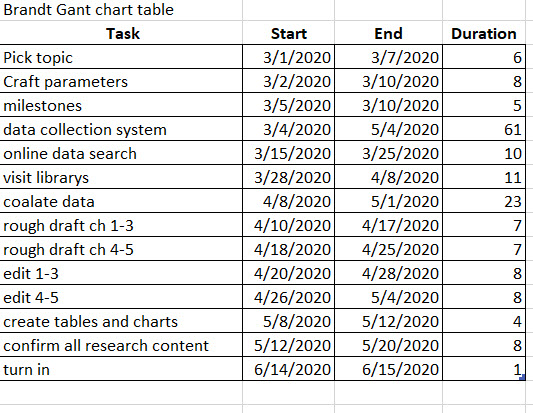 Brandt Gant chart table
Task Start End Duration
Pick topic 3/1/2020 3/7/2020 6
Craft parameters 3/2/2020 3/10/2020 8
milestones 3/5/2020 3/10/2020 5
data collection system 3/4/2020 5/4/2020 61
online data search 3/15/2020 3/25/2020 10
visit librarys 3/28/2020 4/8/2020 11
coalate data 4/8/2020 5/1/2020 23
rough draft ch 1-3 4/10/2020 4/17/2020 7
rough draft ch 4-5 4/18/2020 4/25/2020 7
edit 1-3 4/20/2020 4/28/2020 8
edit 4-5 4/26/2020 5/4/2020 8
create tables and charts 5/8/2020 5/12/2020 4
confirm all research content 5/12/2020 5/20/2020 8
turn in 6/14/2020 6/15/2020 1